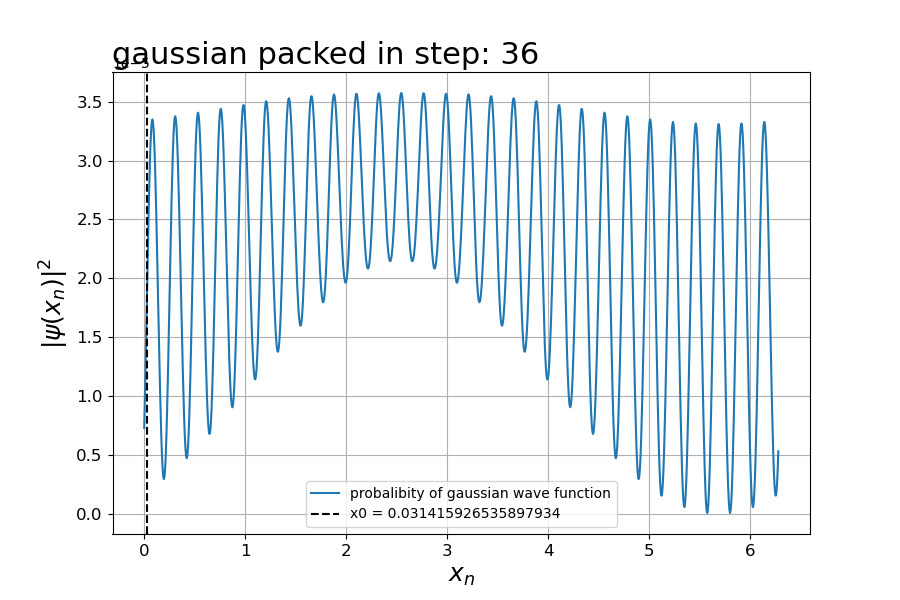 gaussian packed in step: 36
1e−5
|ψ(xₙ)|²
3.5
3.0
2.5
2.0
1.5
1.0
0.5
0.0
probalibity of gaussian wave function
x0 = 0.031415926535897934
0 1 2 3 4 5 6
xₙ